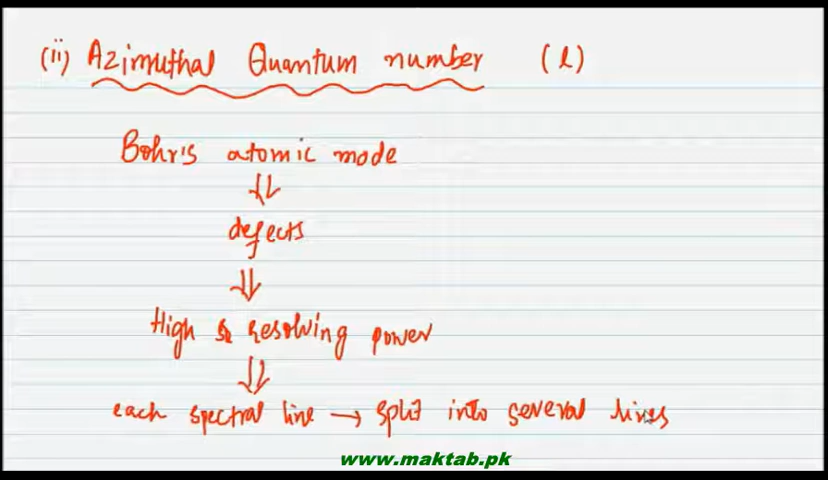 (ii) Azimuthal Quantum number (l)
Bohr's atomic mode
⇓
defects
⇓
High resolving power
⇓
each spectral line → split into several lines
www.maktab.pk